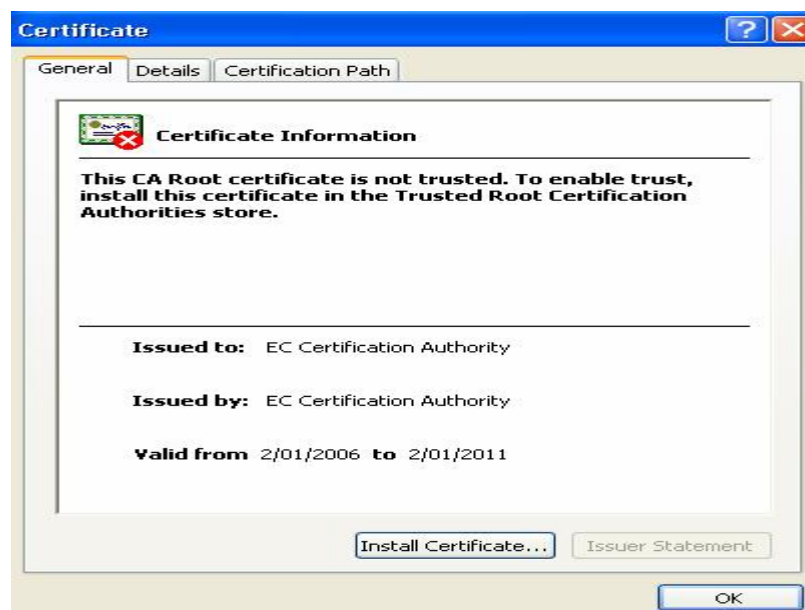 Certificate
General Details Certification Path
Certificate Information
This CA Root certificate is not trusted. To enable trust,
install this certificate in the Trusted Root Certification
Authorities store.
Issued to: EC Certification Authority
Issued by: EC Certification Authority
Valid from 2/01/2006 to 2/01/2011
Install Certificate... Issuer Statement
OK